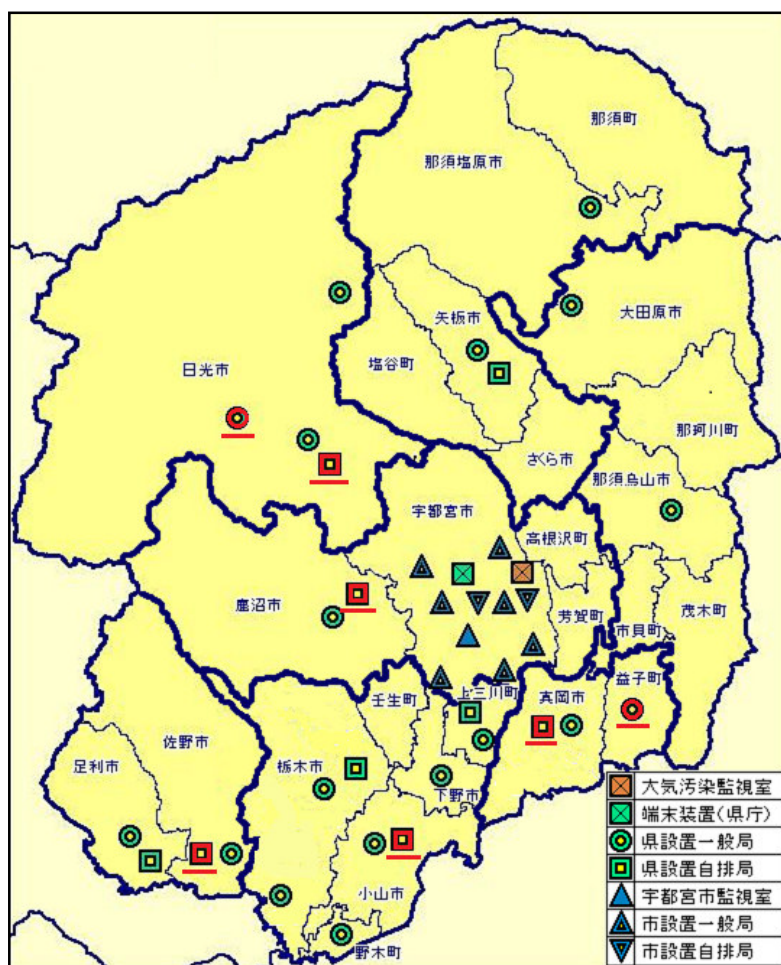 那須町
那須塩原市
大田原市
矢板市
塩谷町
日光市
那珂川町
さくら市
那須烏山市
宇都宮市
高根沢町
鹿沼市
芳賀町
市貝町
茂木町
益子町
上三川町
真岡市
壬生町
佐野市
足利市
栃木市
下野市
小山市
野木町
大気汚染監視室
端末装置(県庁)
県設置一般局
県設置自排局
宇都宮市監視室
市設置一般局
市設置自排局